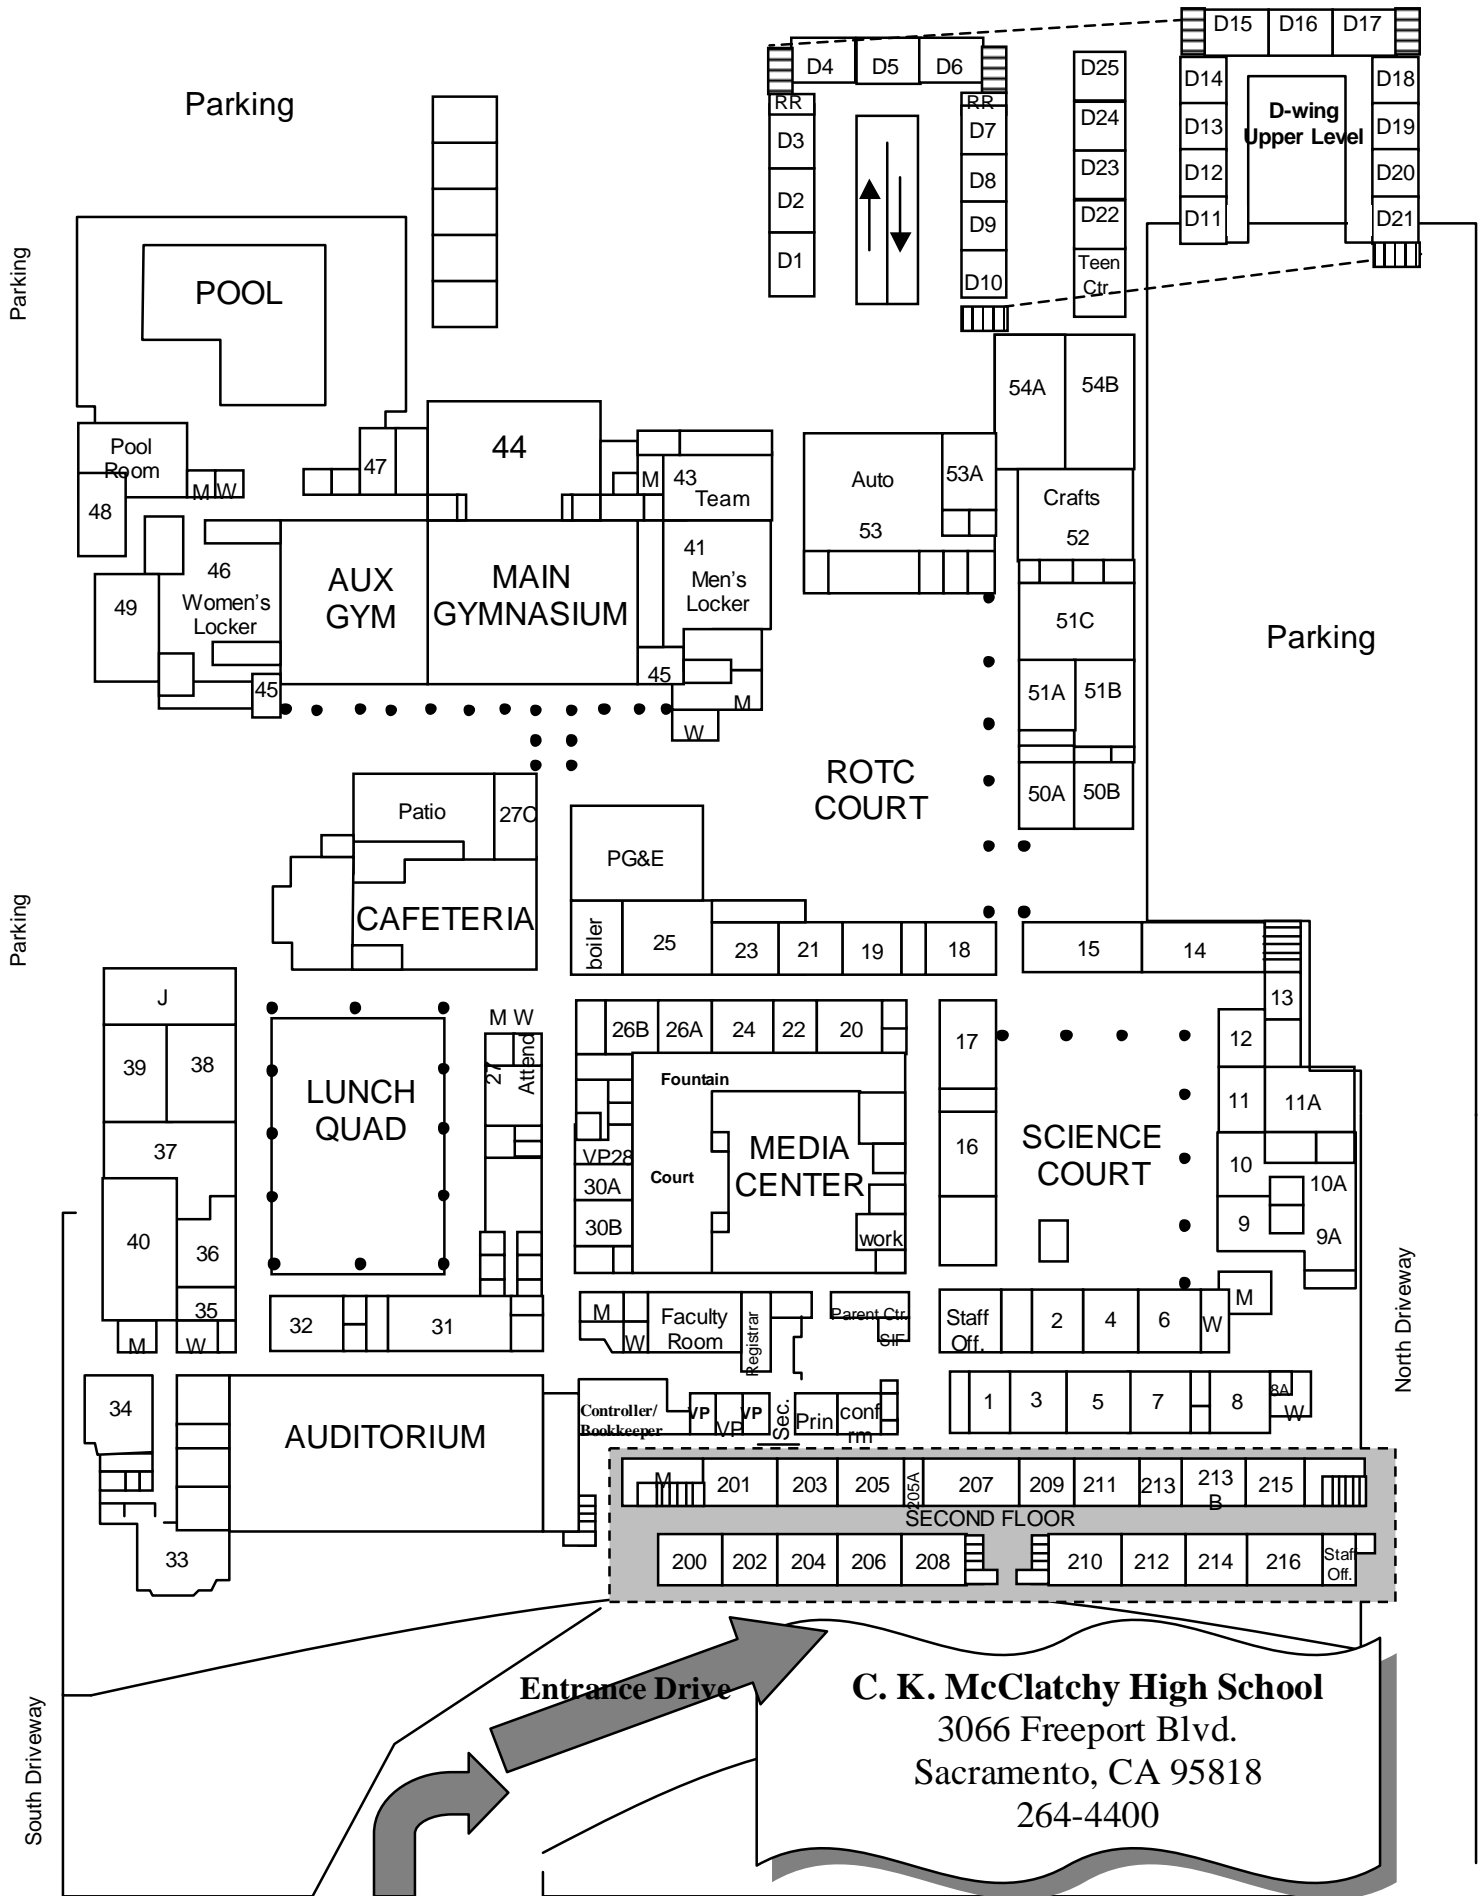 D15 D16 D17
D4 D5 D6
D25
D14 D18
Parking
RR RR
D-wing
Upper Level
D24
D3 D7
D13 D19
D23
D8
D12 D20
D2
D22
D11 D21
D9
Parking
D1
Teen
Ctr.
D10
POOL
54A 54B
Pool
Room
47
44
M
43
Team
Auto
53
53A
Crafts
52
M W
48
46
Women's
Locker
AUX
GYM
MAIN
GYMNASIUM
41
Men's
Locker
49
51C
Parking
45
45
M
W
51A 51B
ROTC
COURT
50A 50B
Patio
27C
PG&E
Parking
CAFETERIA
boiler
25
23 21 19 18
15 14
J
13
M W
26B 26A 24 22 20
17
12
39 38
27
Attend
Fountain
LUNCH
QUAD
11 11A
37
VP28
MEDIA
CENTER
SCIENCE
COURT
16
10
10A
30A
Court
30B
work
40
36
9
9A
35
M W
32 31
M
W
Faculty
Room
Registrar
Parent Ctr.
SIF
Staff
Off.
2 4 6
W
M
North Driveway
34
AUDITORIUM
Controller/
Bookkeeper
VP VP VP
Sec.
Prin
conf
rm
1 3 5 7 8
8A
W
M
201 203 205 205A 207 209 211 213 213
B
215
SECOND FLOOR
33
200 202 204 206 208 210 212 214 216
Staff
Off.
Entrance Drive
South Driveway
C. K. McClatchy High School
3066 Freeport Blvd.
Sacramento, CA 95818
264-4400